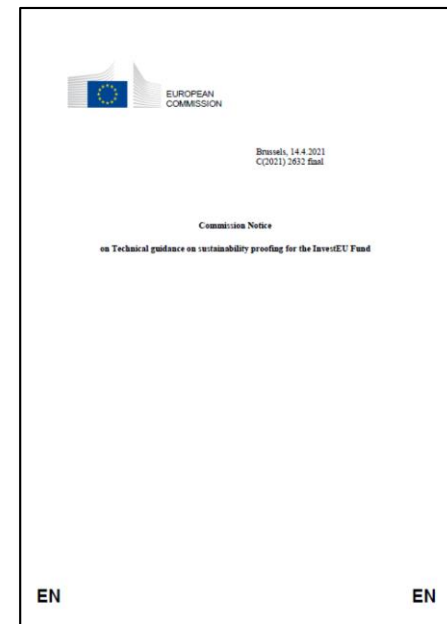 EUROPEAN
COMMISSION
Brussels, 14.4.2021
C(2021) 2632 final
Commission Notice
on Technical guidance on sustainability proofing for the InvestEU Fund
EN
EN